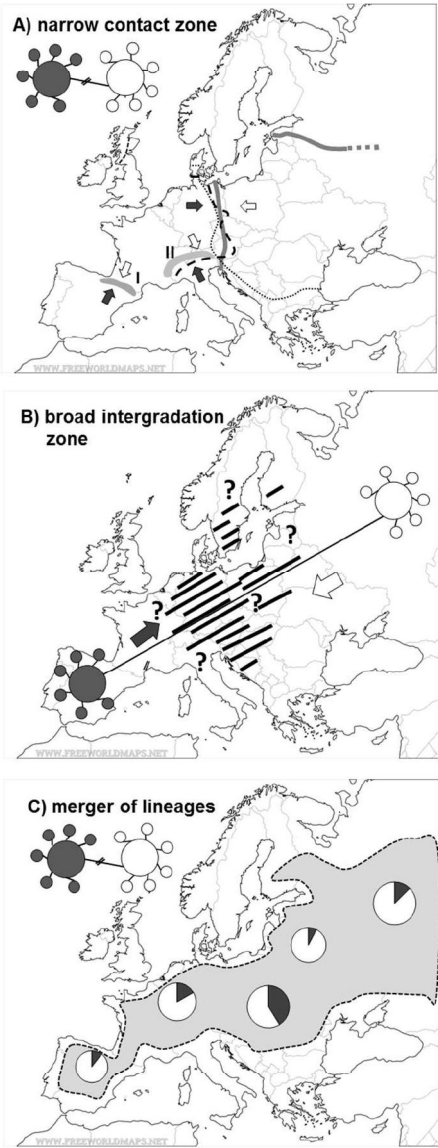 A) narrow contact zone
I
II
WWW.FREEWORLDMAPS.NET
B) broad intergradation
zone
?
?
?
?
?
WWW.FREEWORLDMAPS.NET
C) merger of lineages
WWW.FREEWORLDMAPS.NET